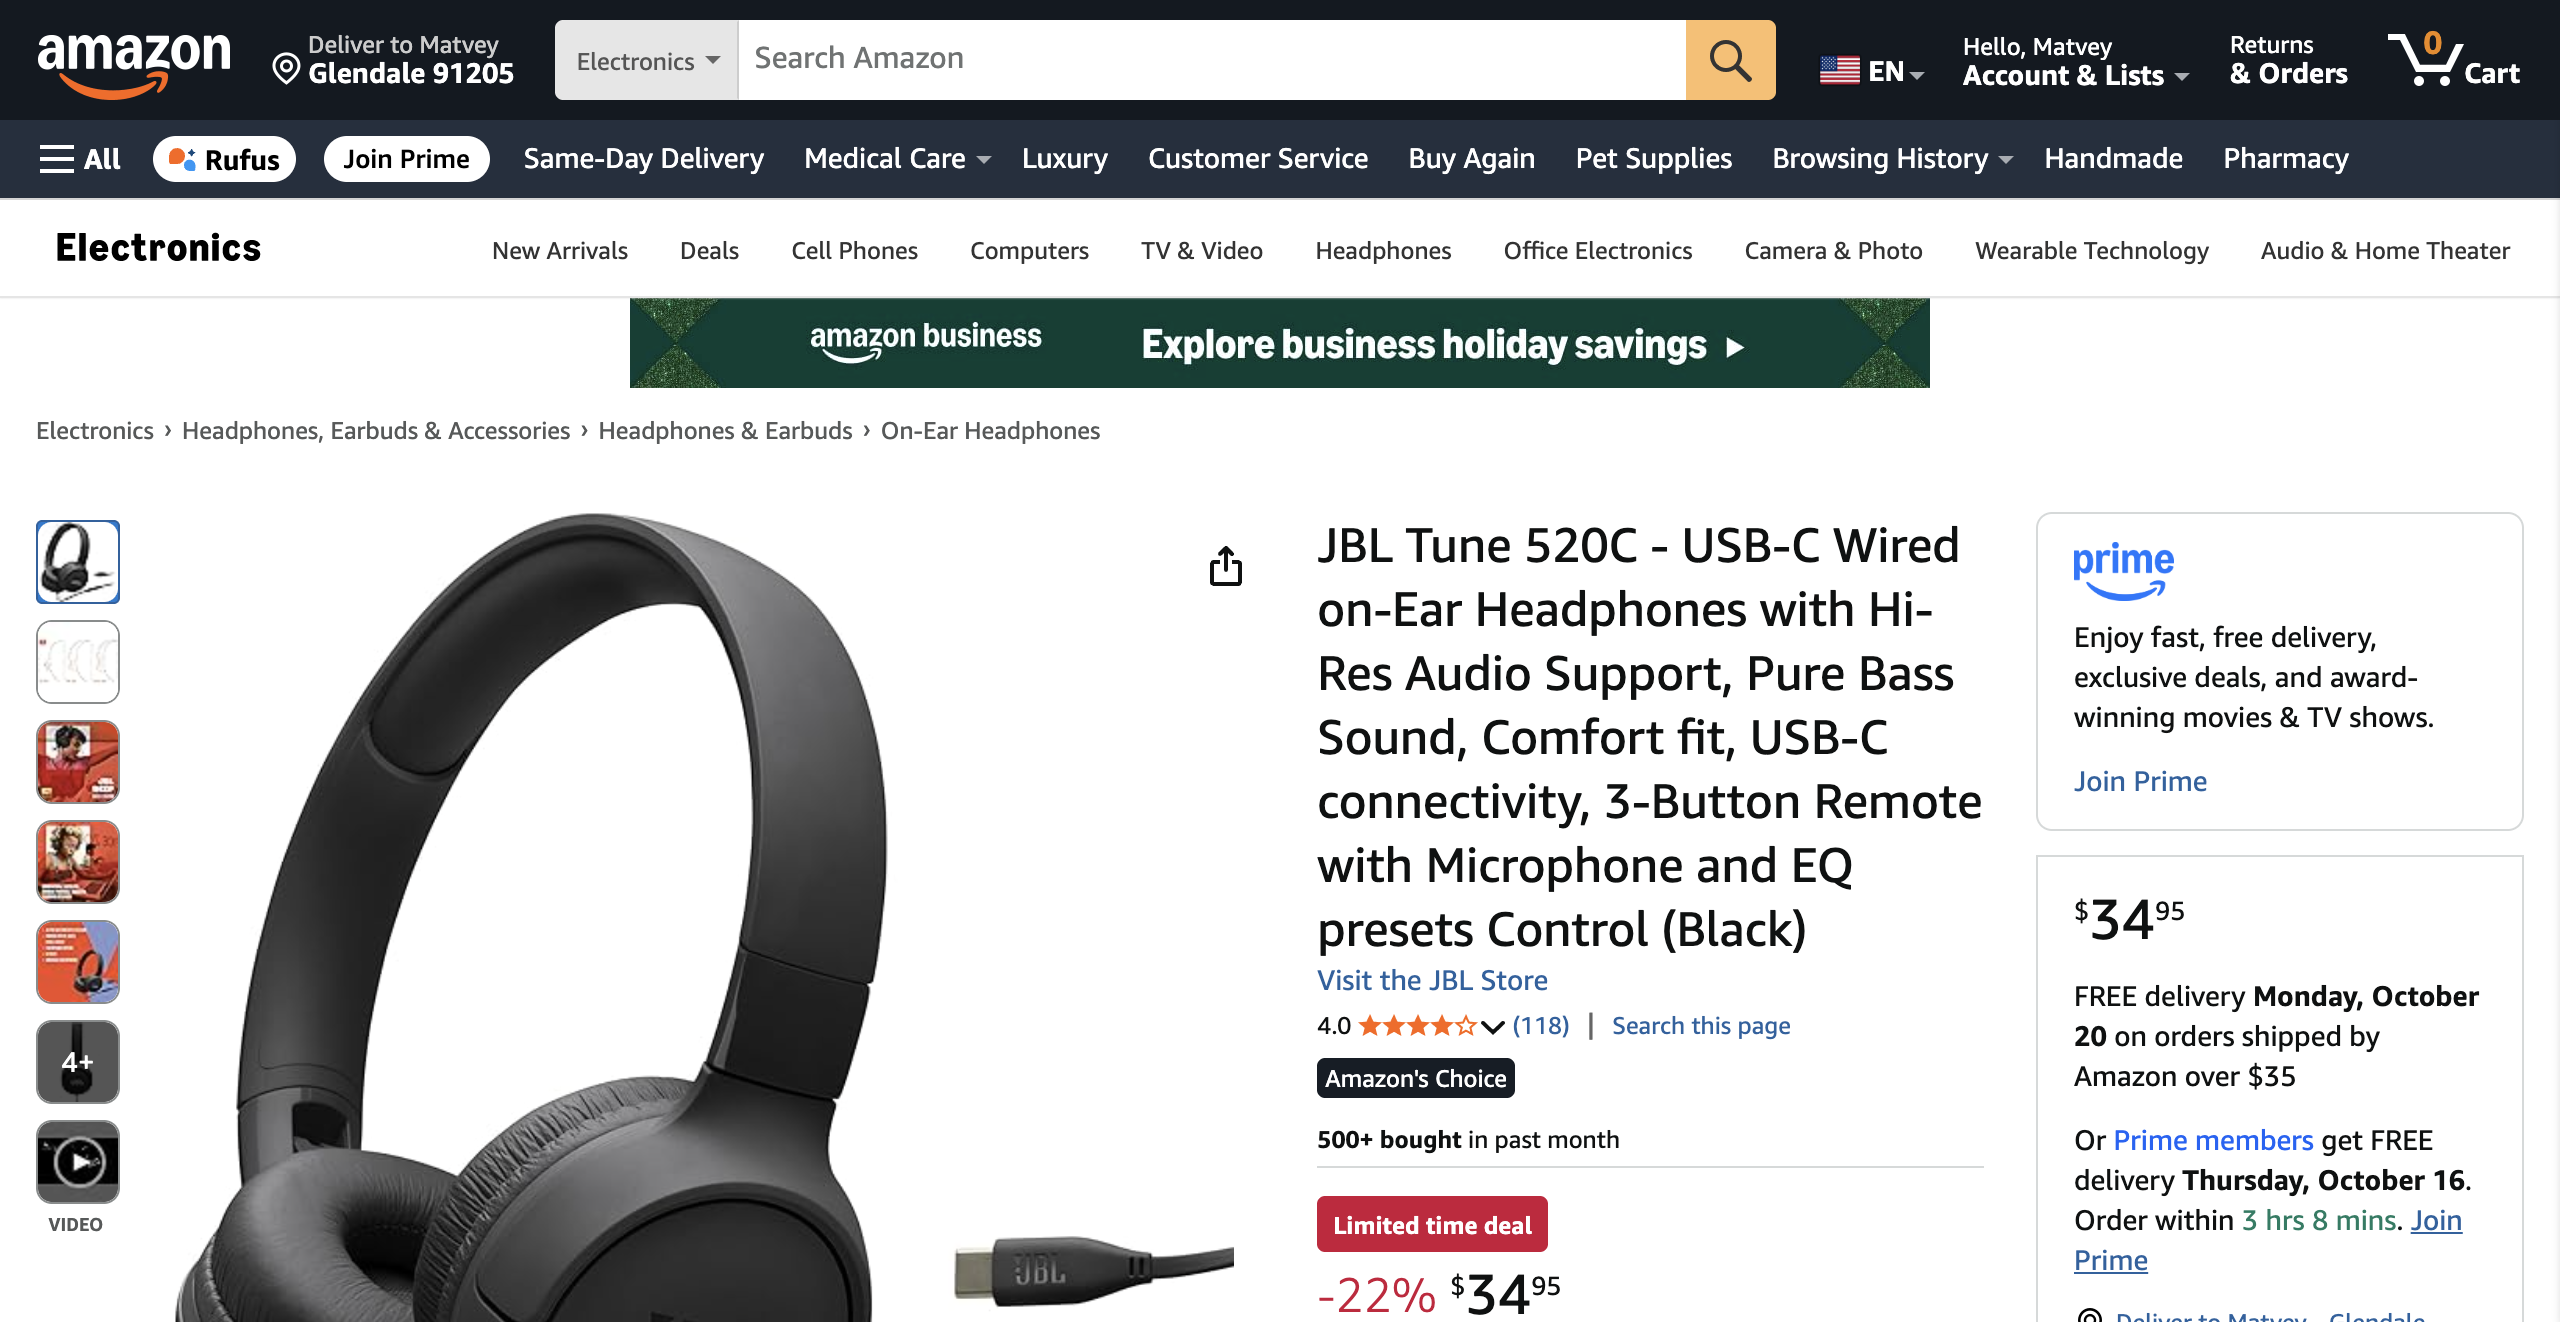 amazon
Deliver to Matvey
Glendale 91205
Electronics
Search Amazon
EN
Hello, Matvey
Account & Lists
Returns
& Orders
0
Cart
All
Rufus
Join Prime
Same-Day Delivery
Medical Care
Luxury
Customer Service
Buy Again
Pet Supplies
Browsing History
Handmade
Pharmacy
Electronics
New Arrivals
Deals
Cell Phones
Computers
TV & Video
Headphones
Office Electronics
Camera & Photo
Wearable Technology
Audio & Home Theater
amazon business
Explore business holiday savings
Electronics › Headphones, Earbuds & Accessories › Headphones & Earbuds › On-Ear Headphones
4+
VIDEO
JBL
JBL Tune 520C - USB-C Wired
on-Ear Headphones with Hi-
Res Audio Support, Pure Bass
Sound, Comfort fit, USB-C
connectivity, 3-Button Remote
with Microphone and EQ
presets Control (Black)
Visit the JBL Store
4.0 (118) | Search this page
Amazon's Choice
500+ bought in past month
Limited time deal
-22% $34.95
prime
Enjoy fast, free delivery,
exclusive deals, and award-
winning movies & TV shows.
Join Prime
$34.95
FREE delivery Monday, October
20 on orders shipped by
Amazon over $35
Or Prime members get FREE
delivery Thursday, October 16.
Order within 3 hrs 8 mins. Join
Prime
Deliver to Matvey - Glendale